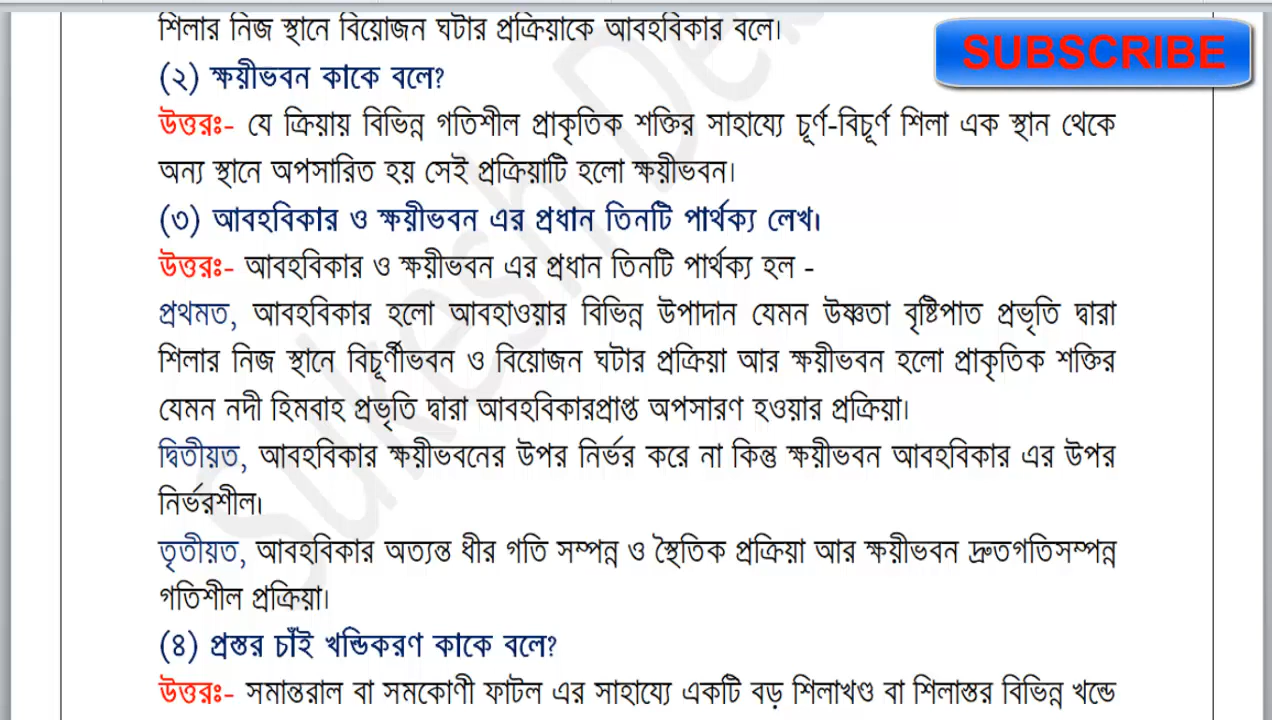 শিলার নিজ স্থানে বিয়োজন ঘটার প্রক্রিয়াকে আবহবিকার বলে।
SUBSCRIBE
(২) ক্ষয়ীভবন কাকে বলে?
উত্তরঃ- যে ক্রিয়ায় বিভিন্ন গতিশীল প্রাকৃতিক শক্তির সাহায্যে চূর্ণ-বিচূর্ণ শিলা এক স্থান থেকে
অন্য স্থানে অপসারিত হয় সেই প্রক্রিয়াটি হলো ক্ষয়ীভবন।
(৩) আবহবিকার ও ক্ষয়ীভবন এর প্রধান তিনটি পার্থক্য লেখ।
উত্তরঃ- আবহবিকার ও ক্ষয়ীভবন এর প্রধান তিনটি পার্থক্য হল -
প্রথমত, আবহবিকার হলো আবহাওয়ার বিভিন্ন উপাদান যেমন উষ্ণতা বৃষ্টিপাত প্রভৃতি দ্বারা
শিলার নিজ স্থানে বিচূর্ণীভবন ও বিয়োজন ঘটার প্রক্রিয়া আর ক্ষয়ীভবন হলো প্রাকৃতিক শক্তির
যেমন নদী হিমবাহ প্রভৃতি দ্বারা আবহবিকারপ্রাপ্ত অপসারণ হওয়ার প্রক্রিয়া।
দ্বিতীয়ত, আবহবিকার ক্ষয়ীভবনের উপর নির্ভর করে না কিন্তু ক্ষয়ীভবন আবহবিকার এর উপর
নির্ভরশীল।
তৃতীয়ত, আবহবিকার অত্যন্ত ধীর গতি সম্পন্ন ও স্থৈতিক প্রক্রিয়া আর ক্ষয়ীভবন দ্রুতগতিসম্পন্ন
গতিশীল প্রক্রিয়া।
(৪) প্রস্তর চাঁই খন্ডিকরণ কাকে বলে?
উত্তরঃ- সমান্তরাল বা সমকোণী ফাটল এর সাহায্যে একটি বড় শিলাখণ্ড বা শিলাস্তর বিভিন্ন খন্ডে
Sukesh